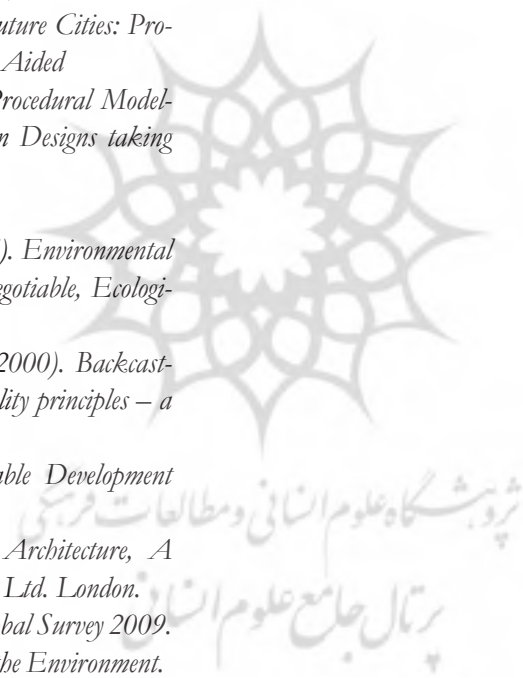 uture Cities: Pro-
Aided
Procedural Model-
n Designs taking
). Environmental
egotiable, Ecologi-
2000). Backcast-
lity principles – a
able Development
پژوهشگاه علوم انسانی و مطالعات فرهنگی
Architecture, A
Ltd. London.
پرتال جامع علوم انسانی
bal Survey 2009.
the Environment.